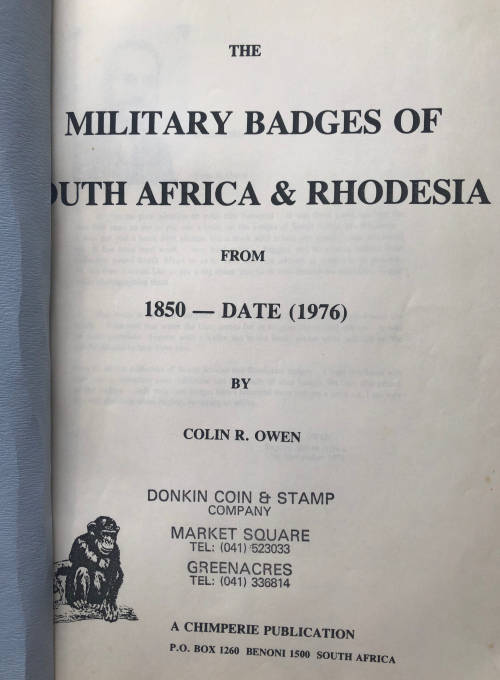 THE
MILITARY BADGES OF
OUTH AFRICA & RHODESIA
FROM
1850 — DATE (1976)
BY
COLIN R. OWEN
DONKIN COIN & STAMP
COMPANY
MARKET SQUARE
TEL: (041) 523033
GREENACRES
TEL: (041) 336814
A CHIMPERIE PUBLICATION
P.O. BOX 1260 BENONI 1500 SOUTH AFRICA